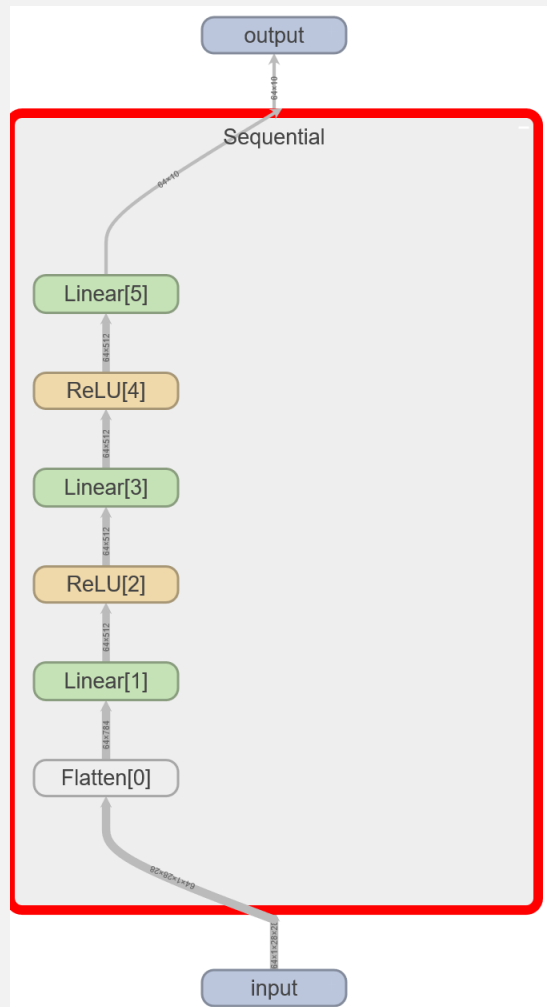 output
64×10
Sequential
64×10
Linear[5]
64×512
ReLU[4]
64×512
Linear[3]
64×512
ReLU[2]
64×512
Linear[1]
64×784
Flatten[0]
64×1×28×28
64×1×28×28
input